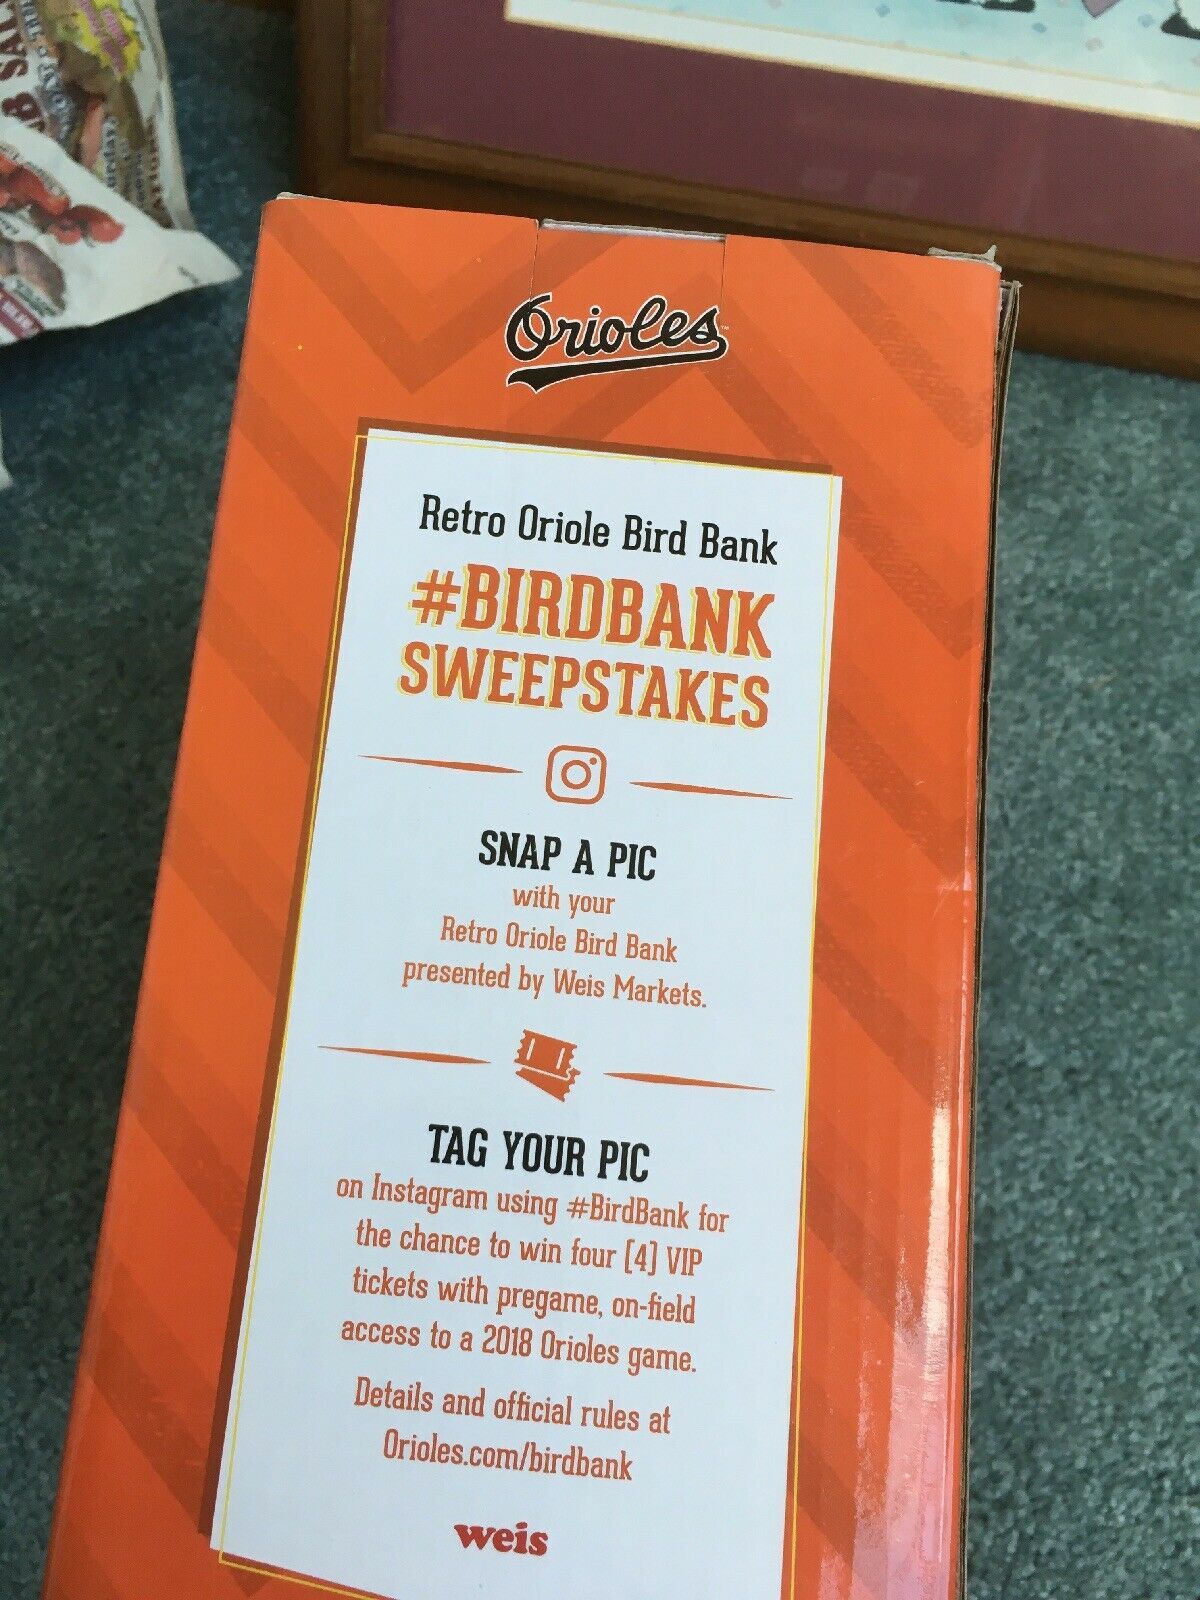 Orioles
Retro Oriole Bird Bank
#BIRDBANK
SWEEPSTAKES
SNAP A PIC
with your
Retro Oriole Bird Bank
presented by Weis Markets.
TAG YOUR PIC
on Instagram using #BirdBank for
the chance to win four [4] VIP
tickets with pregame, on-field
access to a 2018 Orioles game.
Details and official rules at
Orioles.com/birdbank
weis